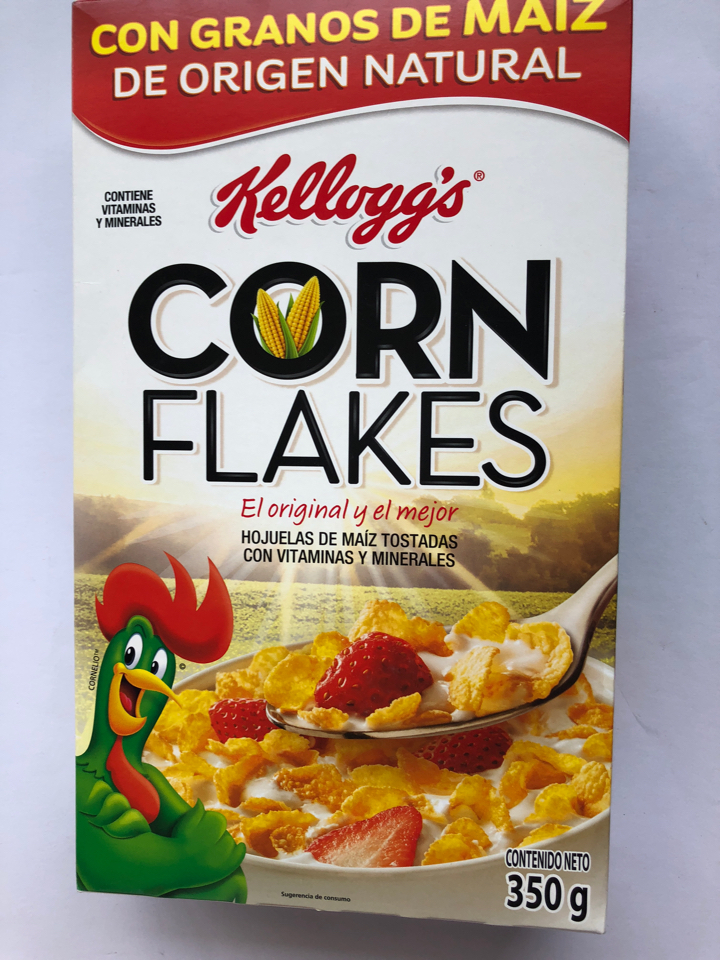 CON GRANOS DE MAÍZ
DE ORIGEN NATURAL
CONTIENE
VITAMINAS
Y MINERALES
Kellogg's®
CORN
FLAKES
El original y el mejor
HOJUELAS DE MAÍZ TOSTADAS
CON VITAMINAS Y MINERALES
CORNELIO™
©
Sugerencia de consumo
CONTENIDO NETO
350 g